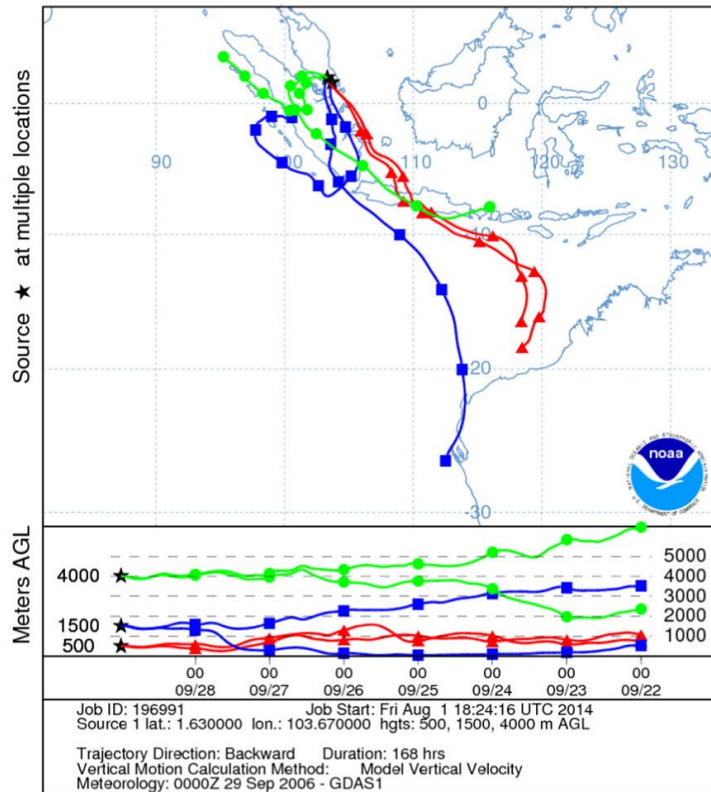 Source ★ at multiple locations
0
90
100
110
120
130
-10
-20
-30
noaa
Meters AGL
4000
1500
500
5000
4000
3000
2000
1000
00 00 00 00 00 00 00
09/28 09/27 09/26 09/25 09/24 09/23 09/22
Job ID: 196991 Job Start: Fri Aug 1 18:24:16 UTC 2014
Source 1 lat.: 1.630000 lon.: 103.670000 hgts: 500, 1500, 4000 m AGL
Trajectory Direction: Backward Duration: 168 hrs
Vertical Motion Calculation Method: Model Vertical Velocity
Meteorology: 0000Z 29 Sep 2006 - GDAS1